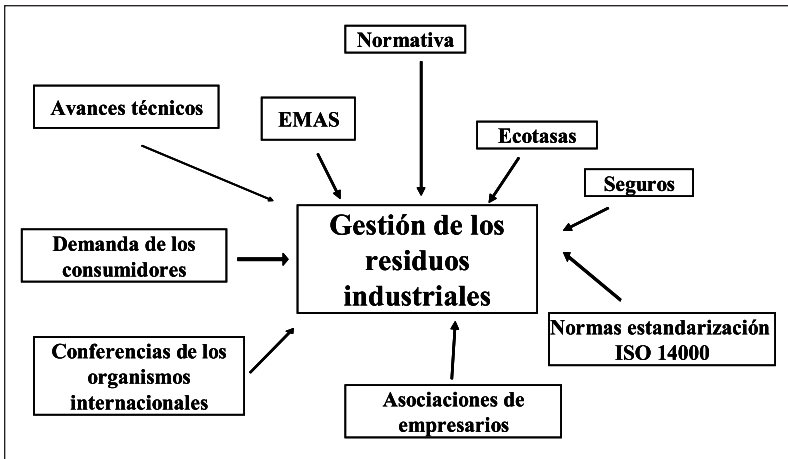 Normativa
Avances técnicos
EMAS
Ecotasas
Seguros
Gestión de los
residuos
industriales
Demanda de los
consumidores
Normas estandarización
ISO 14000
Conferencias de los
organismos
internacionales
Asociaciones de
empresarios